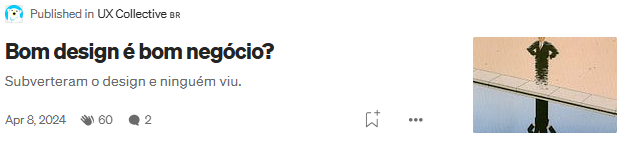 Published in UX Collective BR
Bom design é bom negócio?
Subverteram o design e ninguém viu.
Apr 8, 2024 60 2